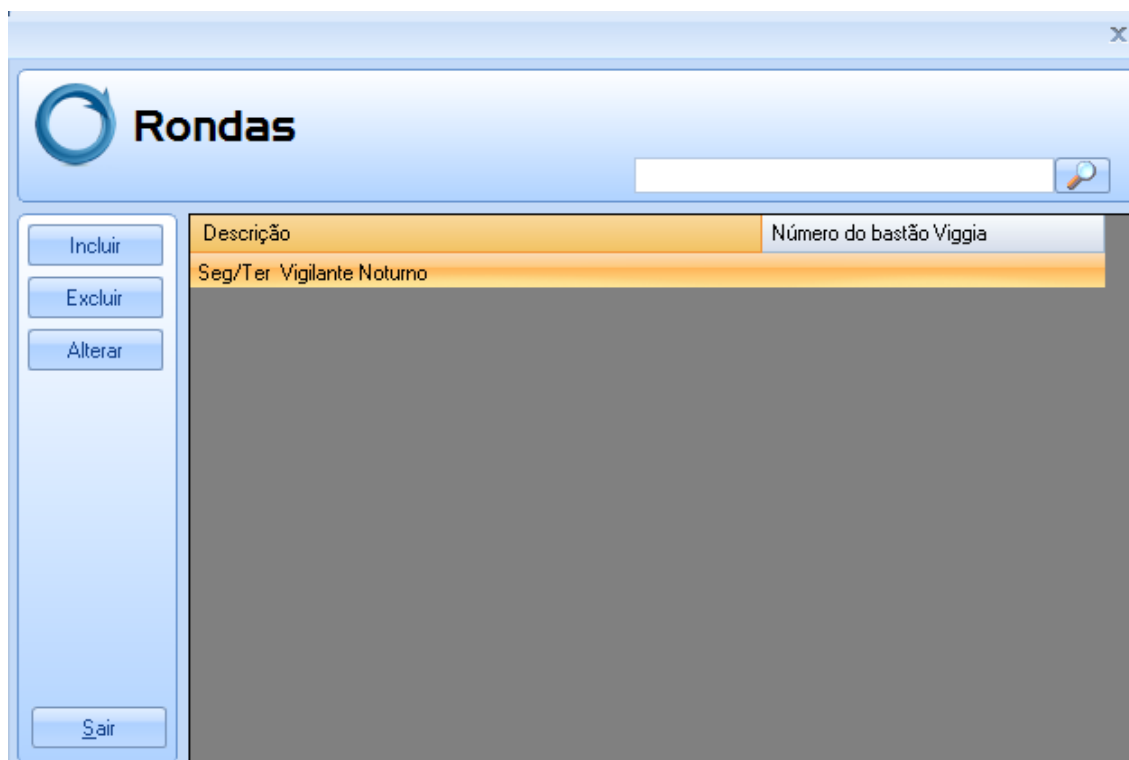 Rondas
Incluir
Excluir
Alterar
Sair
Descrição Número do bastão Viggia
Seg/Ter Vigilante Noturno